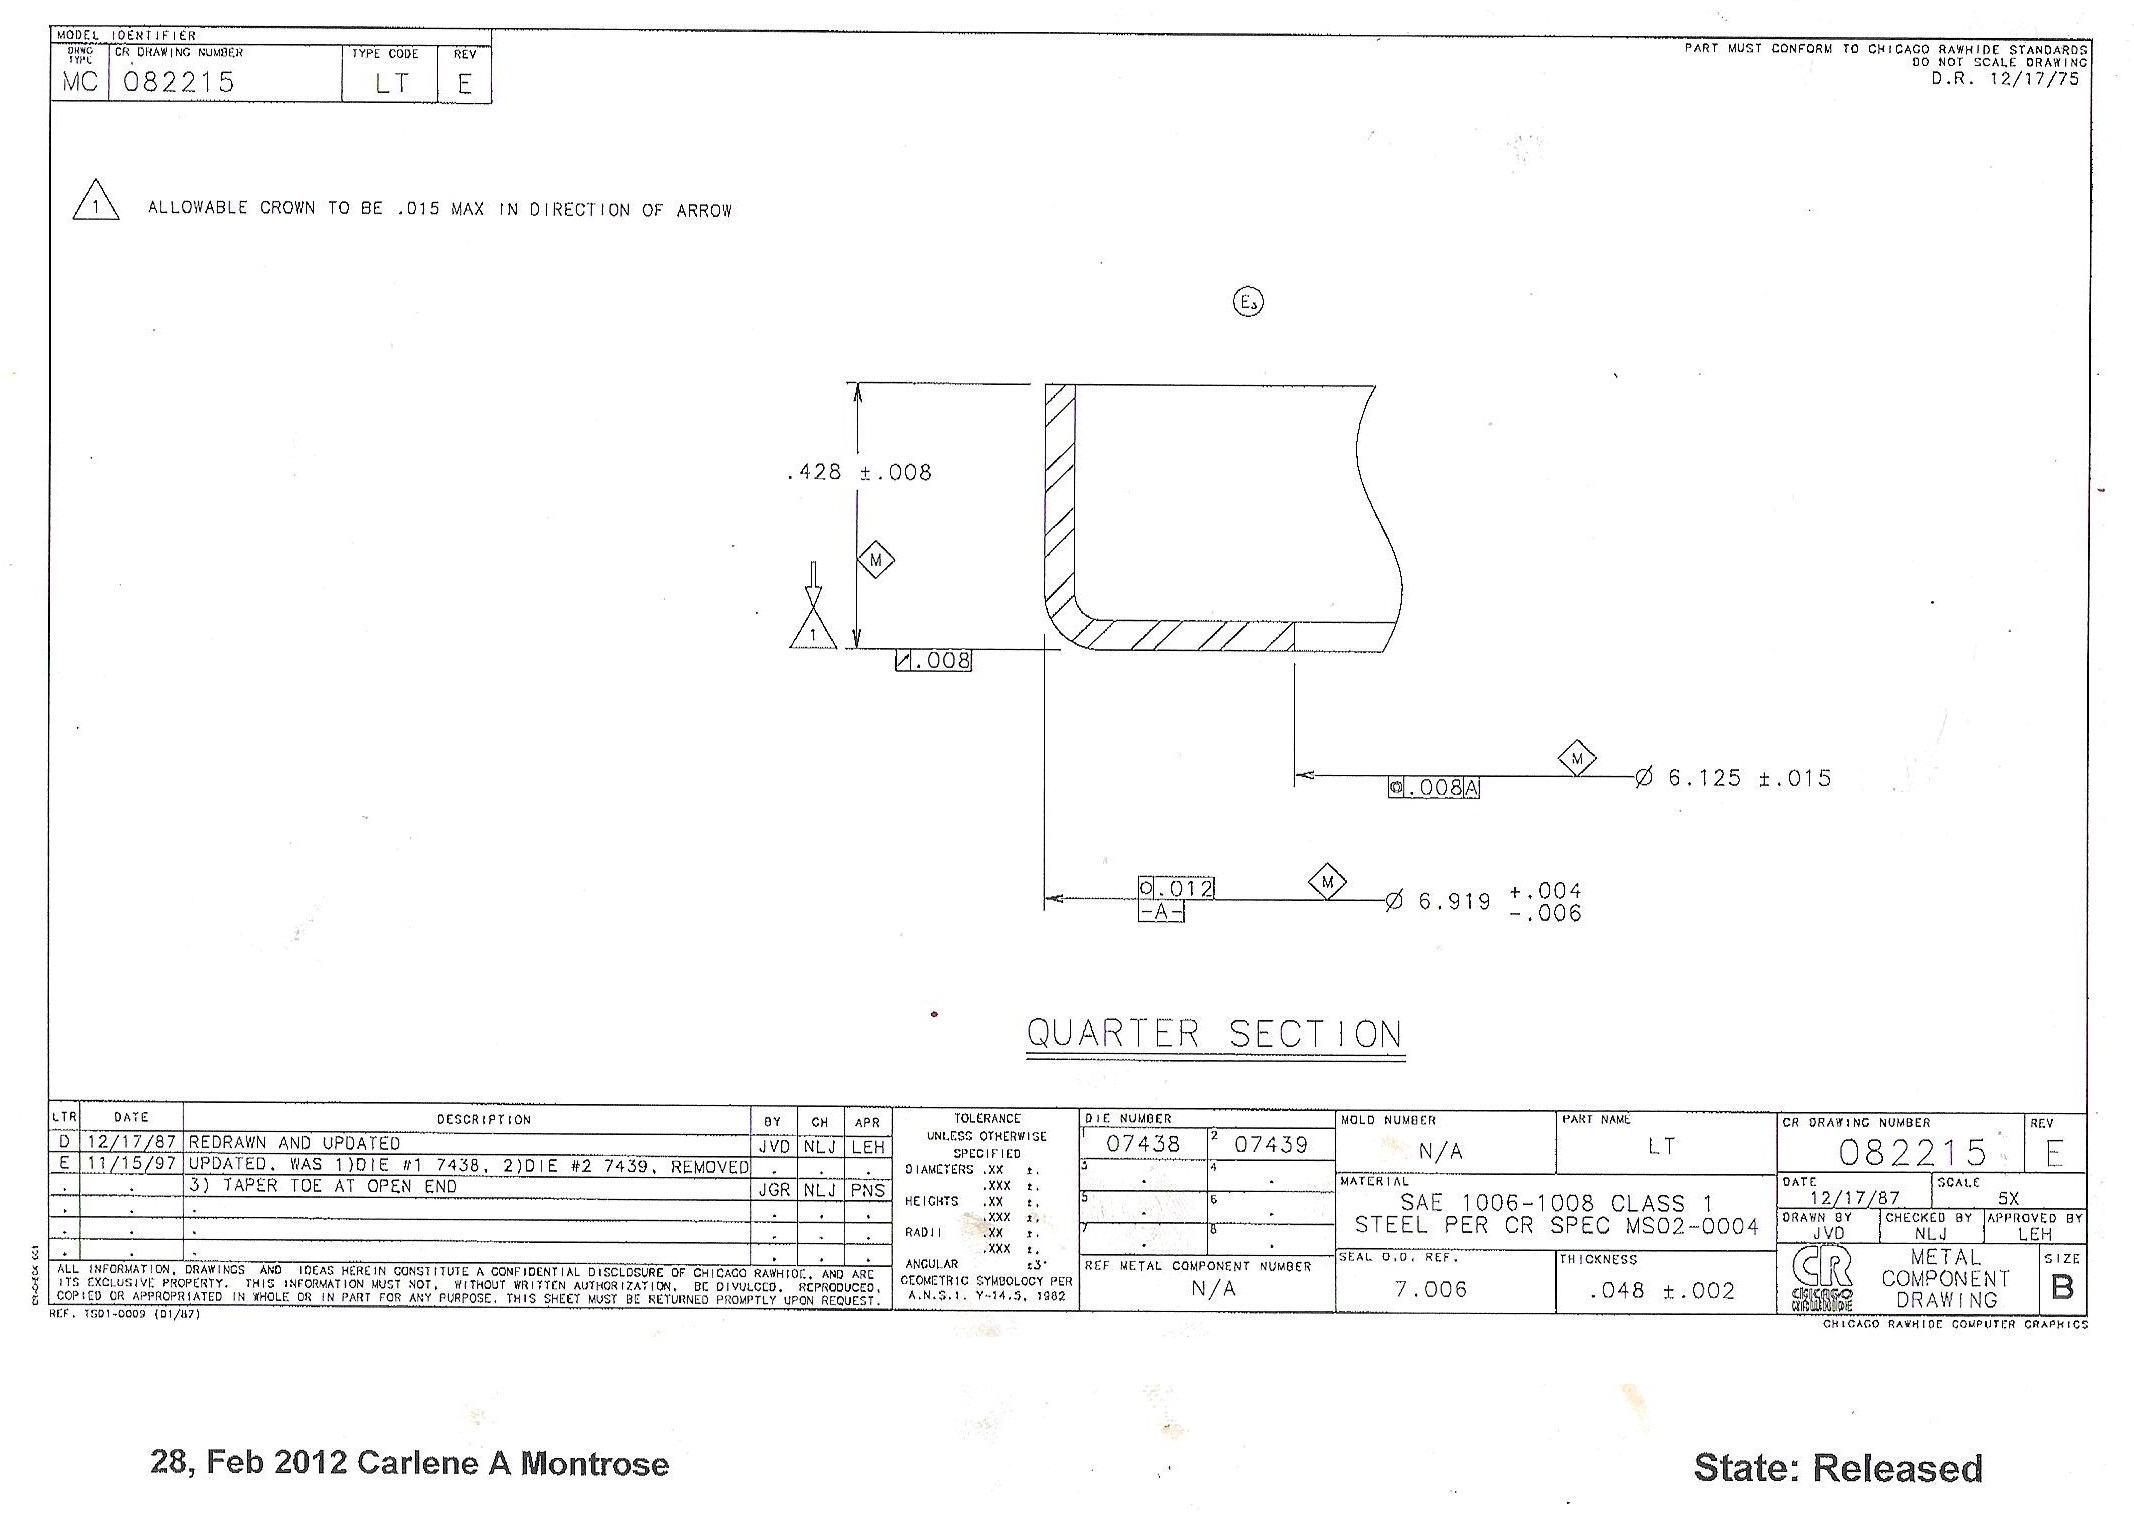 MODEL IDENTIFIER
DRWG TYPE CR DRAWING NUMBER TYPE CODE REV
MC 082215 LT E
PART MUST CONFORM TO CHICAGO RAWHIDE STANDARDS
DO NOT SCALE DRAWING
D.R. 12/17/75
1 ALLOWABLE CROWN TO BE .015 MAX IN DIRECTION OF ARROW
E3
.428 ±.008
M
1
.008
M
⌀ 6.125 ±.015
.008 A
M
.012
-A-
⌀ 6.919 +.004 -.006
QUARTER SECTION
LTR DATE DESCRIPTION BY CH APR
D 12/17/87 REDRAWN AND UPDATED JVD NLJ LEH
E 11/15/97 UPDATED. WAS 1)DIE #1 7438, 2)DIE #2 7439, REMOVED
3) TAPER TOE AT OPEN END JGR NLJ PNS
ALL INFORMATION, DRAWINGS AND IDEAS HEREIN CONSTITUTE A CONFIDENTIAL DISCLOSURE OF CHICAGO RAWHIDE, AND ARE
ITS EXCLUSIVE PROPERTY. THIS INFORMATION MUST NOT, WITHOUT WRITTEN AUTHORIZATION, BE DIVULGED, REPRODUCED,
COPIED OR APPROPRIATED IN WHOLE OR IN PART FOR ANY PURPOSE. THIS SHEET MUST BE RETURNED PROMPTLY UPON REQUEST.
REF. TSD1-0009 (01/87)
TOLERANCE
UNLESS OTHERWISE
SPECIFIED
DIAMETERS .XX ±.
.XXX ±.
HEIGHTS .XX ±.
.XXX ±.
RADII .XX ±.
.XXX ±.
ANGULAR ±3°
GEOMETRIC SYMBOLOGY PER
A.N.S.I. Y-14.5, 1982
DIE NUMBER
1 07438 2 07439
3 4
5 6
7 8
REF METAL COMPONENT NUMBER
N/A
MOLD NUMBER
N/A
PART NAME
LT
MATERIAL
SAE 1006-1008 CLASS 1
STEEL PER CR SPEC MS02-0004
SEAL O.D. REF.
7.006
THICKNESS
.048 ±.002
CR DRAWING NUMBER REV
082215 E
DATE SCALE
12/17/87 5X
DRAWN BY CHECKED BY APPROVED BY
JVD NLJ LEH
CR
CHICAGO
RAWHIDE
METAL
COMPONENT
DRAWING
SIZE
B
CHICAGO RAWHIDE COMPUTER GRAPHICS
28, Feb 2012 Carlene A Montrose
State: Released